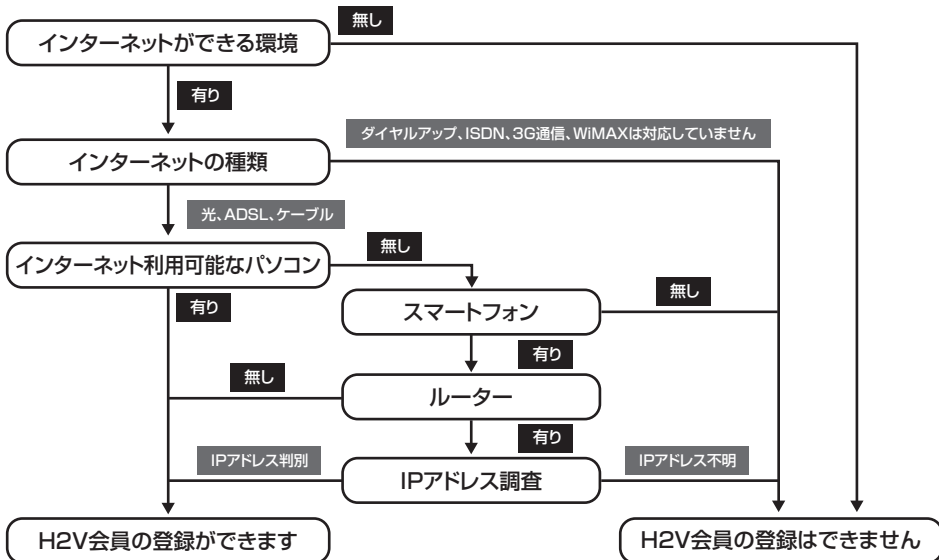 無し
インターネットができる環境
有り
ダイヤルアップ、ISDN、3G通信、WiMAXは対応していません
インターネットの種類
光、ADSL、ケーブル
無し
インターネット利用可能なパソコン
有り
無し
スマートフォン
有り
無し
ルーター
有り
IPアドレス判別
IPアドレス不明
IPアドレス調査
H2V会員の登録ができます
H2V会員の登録はできません